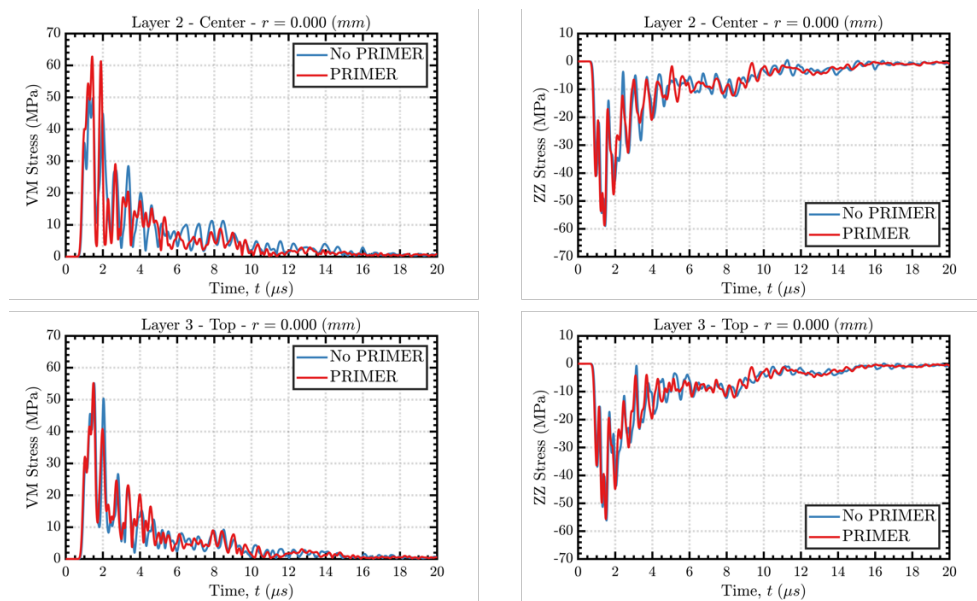 Layer 2 - Center - r = 0.000 (mm)
70
60
50
40
30
20
10
0
VM Stress (MPa)
No PRIMER
PRIMER
0 2 4 6 8 10 12 14 16 18 20
Time, t (μs)
Layer 2 - Center - r = 0.000 (mm)
10
0
-10
-20
-30
-40
-50
-60
-70
ZZ Stress (MPa)
No PRIMER
PRIMER
0 2 4 6 8 10 12 14 16 18 20
Time, t (μs)
Layer 3 - Top - r = 0.000 (mm)
70
60
50
40
30
20
10
0
VM Stress (MPa)
No PRIMER
PRIMER
0 2 4 6 8 10 12 14 16 18 20
Time, t (μs)
Layer 3 - Top - r = 0.000 (mm)
10
0
-10
-20
-30
-40
-50
-60
-70
ZZ Stress (MPa)
No PRIMER
PRIMER
0 2 4 6 8 10 12 14 16 18 20
Time, t (μs)